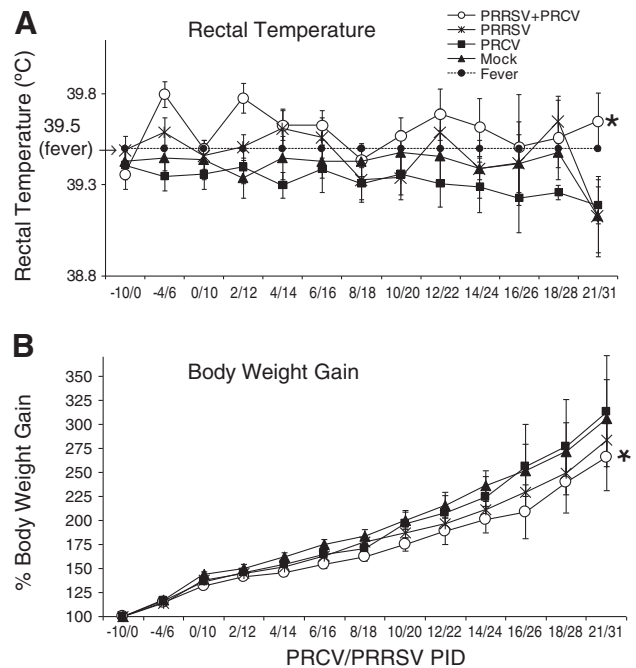 A
Rectal Temperature
PRRSV+PRCV
PRRSV
PRCV
Mock
Fever
Rectal Temperature (ºC)
39.8
39.5
(fever)
39.3
38.8
*
-10/0 -4/6 0/10 2/12 4/14 6/16 8/18 10/20 12/22 14/24 16/26 18/28 21/31
B
Body Weight Gain
% Body Weight Gain
350
325
300
275
250
225
200
175
150
125
100
*
-10/0 -4/6 0/10 2/12 4/14 6/16 8/18 10/20 12/22 14/24 16/26 18/28 21/31
PRCV/PRRSV PID